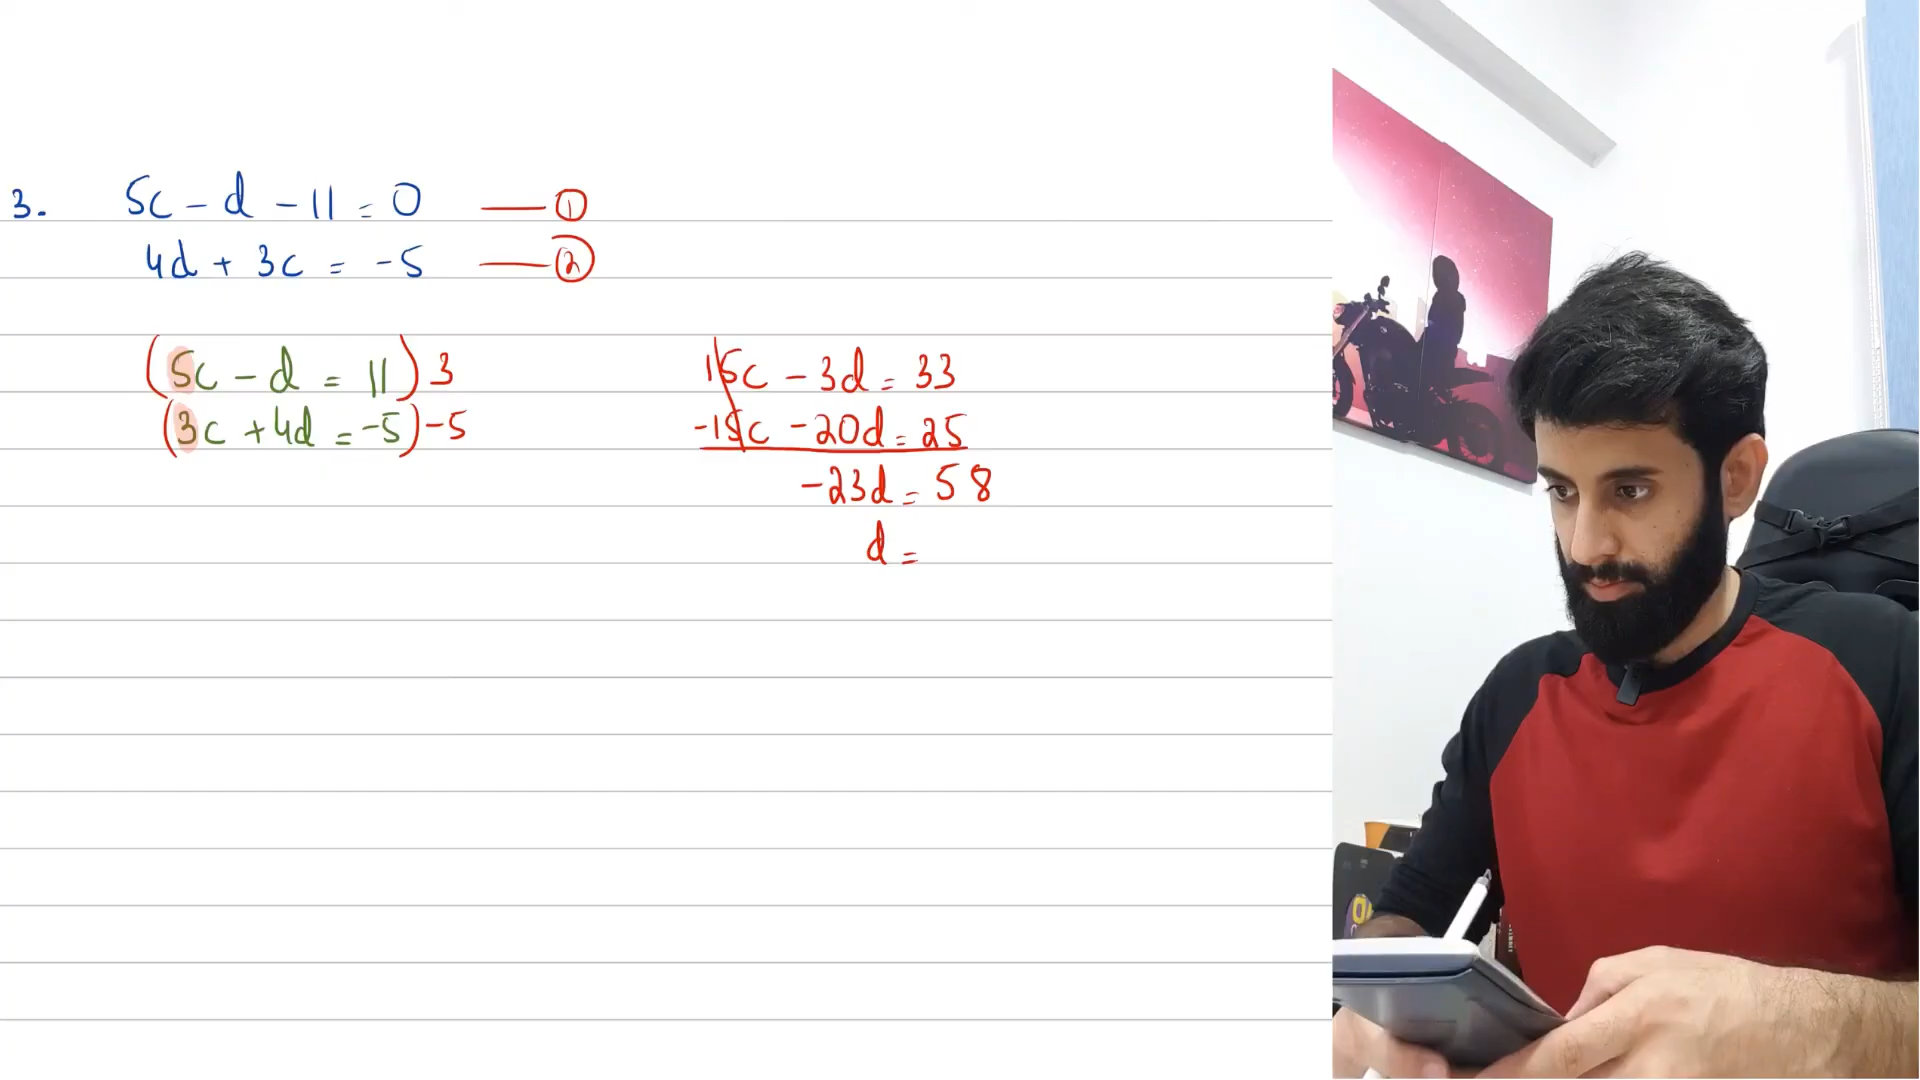 3. 5c - d - 11 = 0 —— ①
4d + 3c = -5 —— ②
(5c - d = 11)3
(3c + 4d = -5)-5
15c - 3d = 33
-15c - 20d = 25
-23d = 58
d =